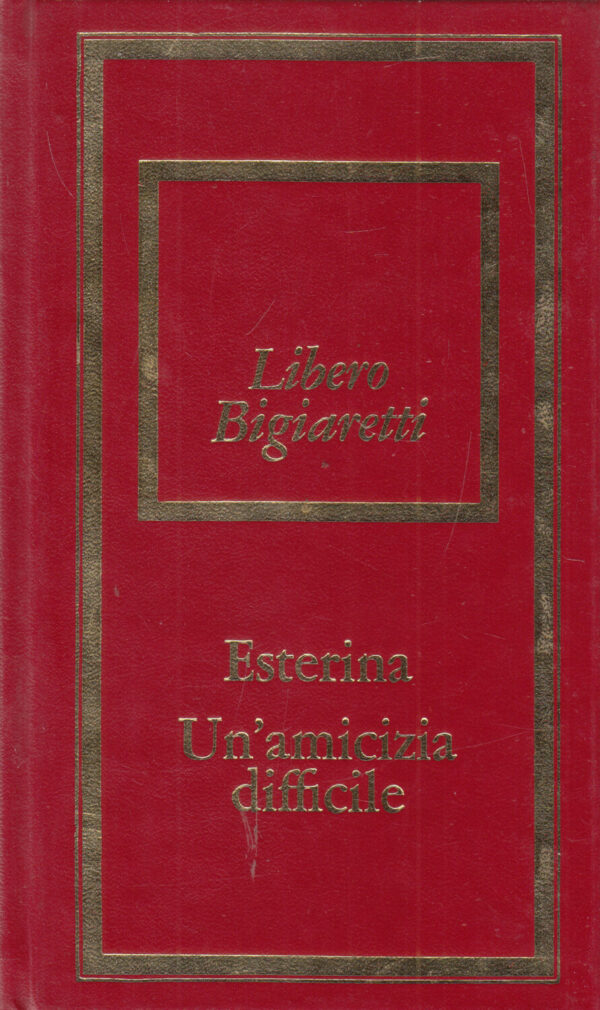 Libero
Bigiaretti
Esterina
Un'amicizia
difficile